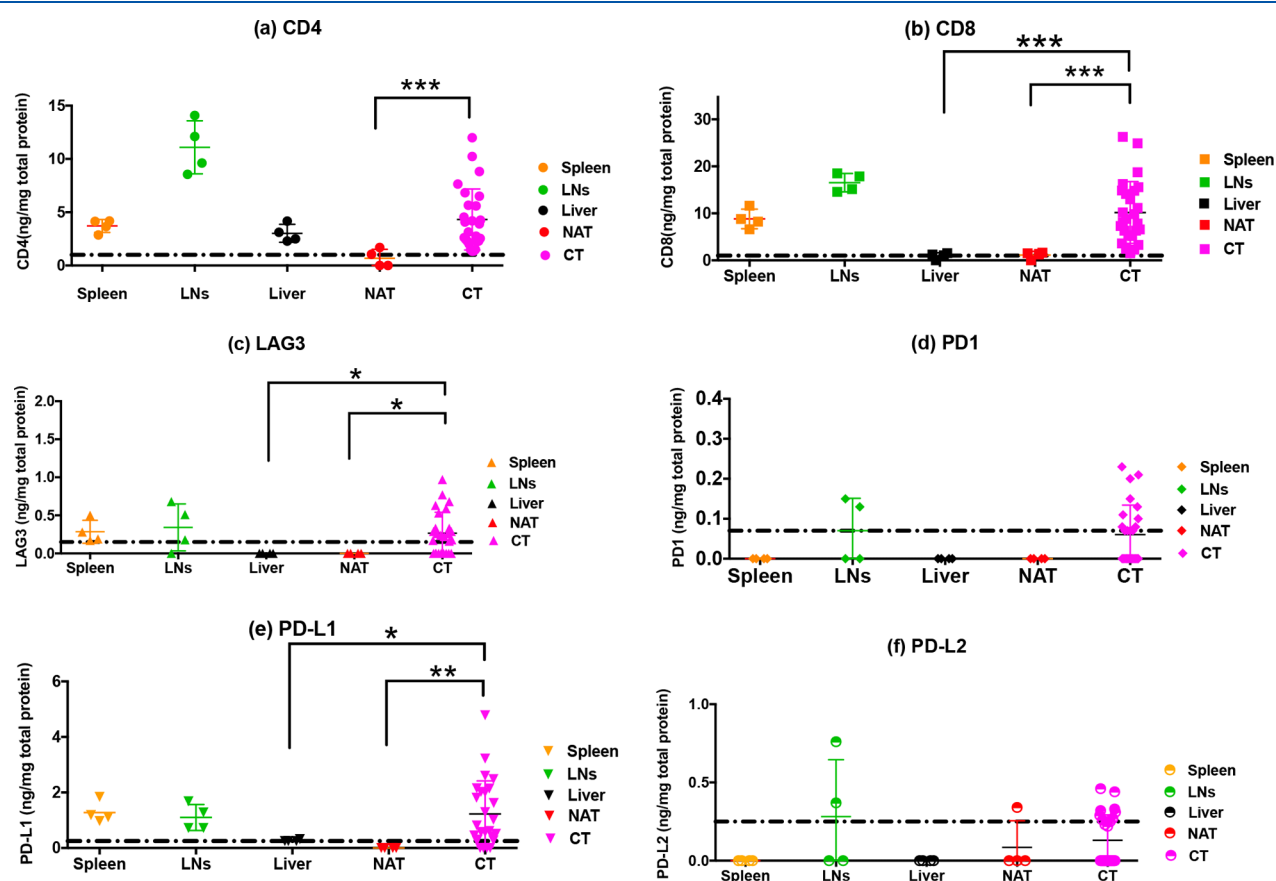 (a) CD4
CD4(ng/mg total protein)
15
10
5
0
***
Spleen
LNs
Liver
NAT
CT
Spleen LNs Liver NAT CT
(b) CD8
CD8(ng/mg total protein)
30
20
10
0
***
***
Spleen
LNs
Liver
NAT
CT
Spleen LNs Liver NAT CT
(c) LAG3
LAG3 (ng/mg total protein)
2.0
1.5
1.0
0.5
0.0
*
*
Spleen
LNs
Liver
NAT
CT
Spleen LNs Liver NAT CT
(d) PD1
PD1 (ng/mg total protein)
0.4
0.3
0.2
0.1
0.0
Spleen
LNs
Liver
NAT
CT
Spleen LNs Liver NAT CT
(e) PD-L1
PD-L1 (ng/mg total protein)
6
4
2
0
*
**
Spleen
LNs
Liver
NAT
CT
Spleen LNs Liver NAT CT
(f) PD-L2
PD-L2 (ng/mg total protein)
1.0
0.5
0.0
Spleen
LNs
Liver
NAT
CT
Spleen LNs Liver NAT CT